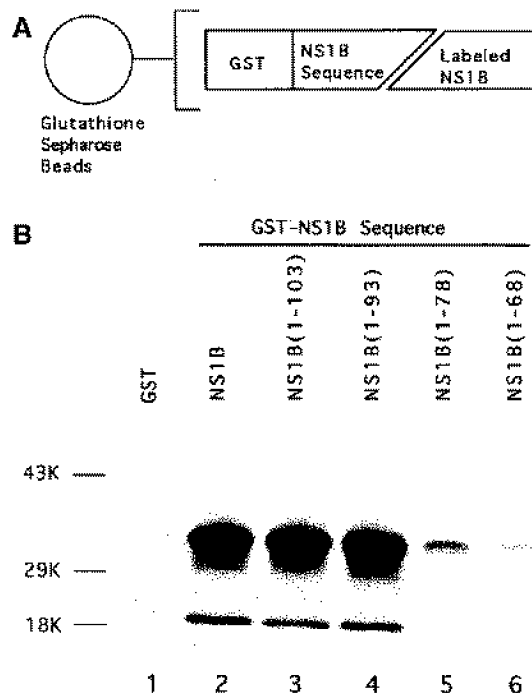 A
GST
NS1B
Sequence
Labeled
NS1B
Glutathione
Sepharose
Beads
B
GST-NS1B Sequence
GST
NS1B
NS1B(1-103)
NS1B(1-93)
NS1B(1-78)
NS1B(1-68)
43K
29K
18K
1 2 3 4 5 6